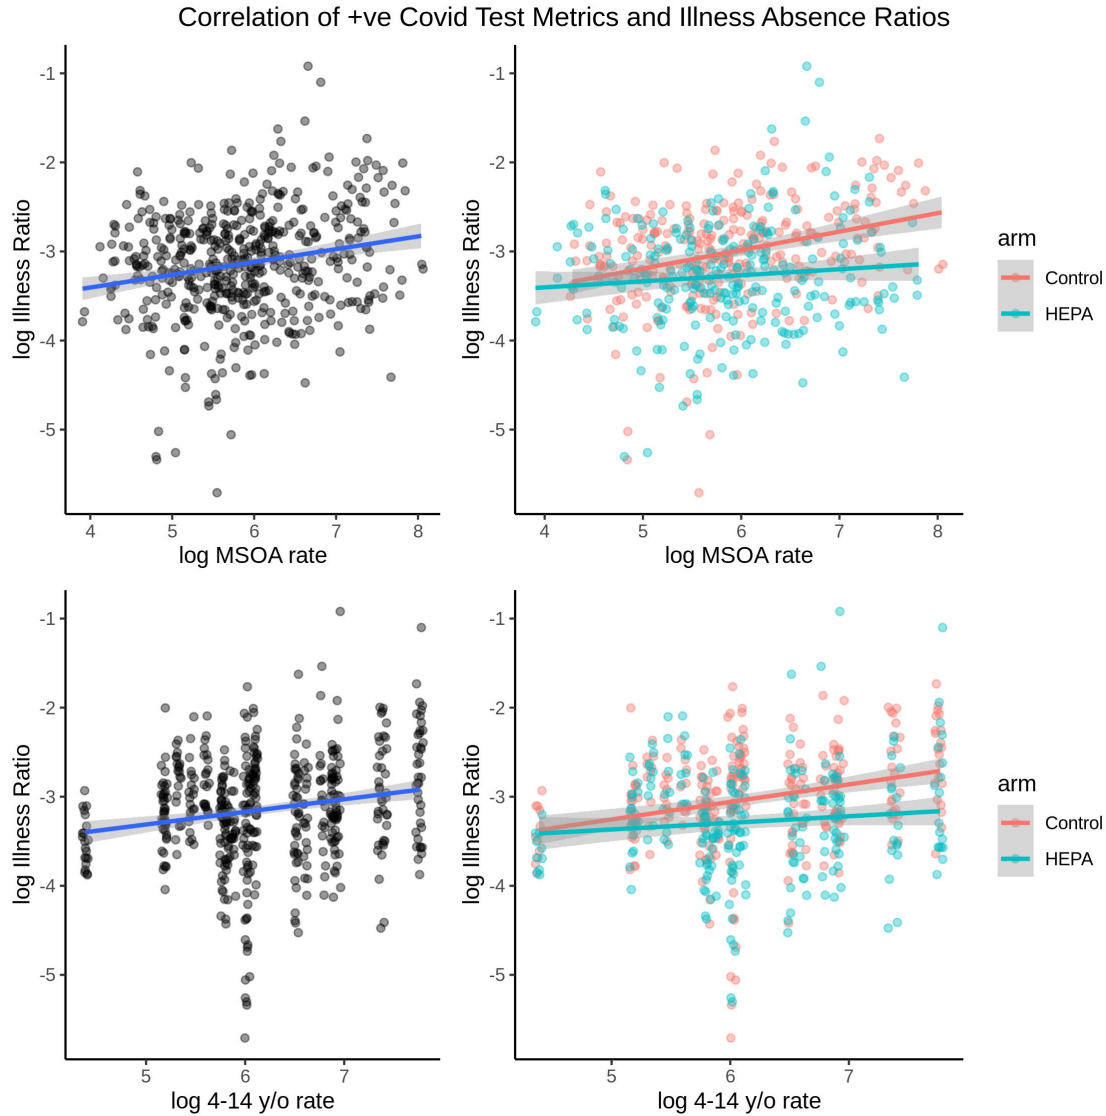 Correlation of +ve Covid Test Metrics and Illness Absence Ratios
-1
-2
-3
-4
-5
log Illness Ratio
4 5 6 7 8
log MSOA rate
-1
-2
-3
-4
-5
log Illness Ratio
4 5 6 7 8
log MSOA rate
arm
Control
HEPA
-1
-2
-3
-4
-5
log Illness Ratio
5 6 7
log 4-14 y/o rate
-1
-2
-3
-4
-5
log Illness Ratio
5 6 7
log 4-14 y/o rate
arm
Control
HEPA